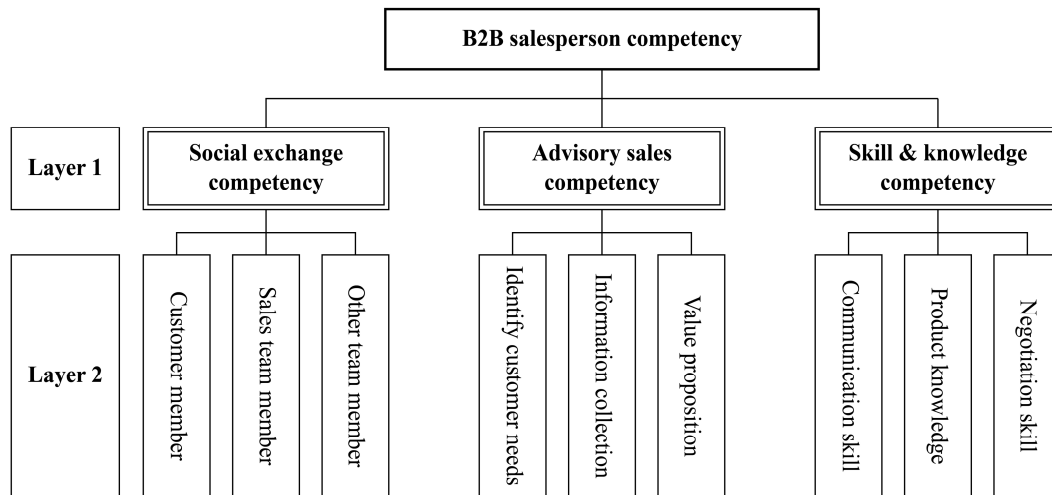 B2B salesperson competency
Layer 1
Social exchange
competency
Advisory sales
competency
Skill & knowledge
competency
Layer 2
Customer member
Sales team member
Other team member
Identify customer needs
Information collection
Value proposition
Communication skill
Product knowledge
Negotiation skill